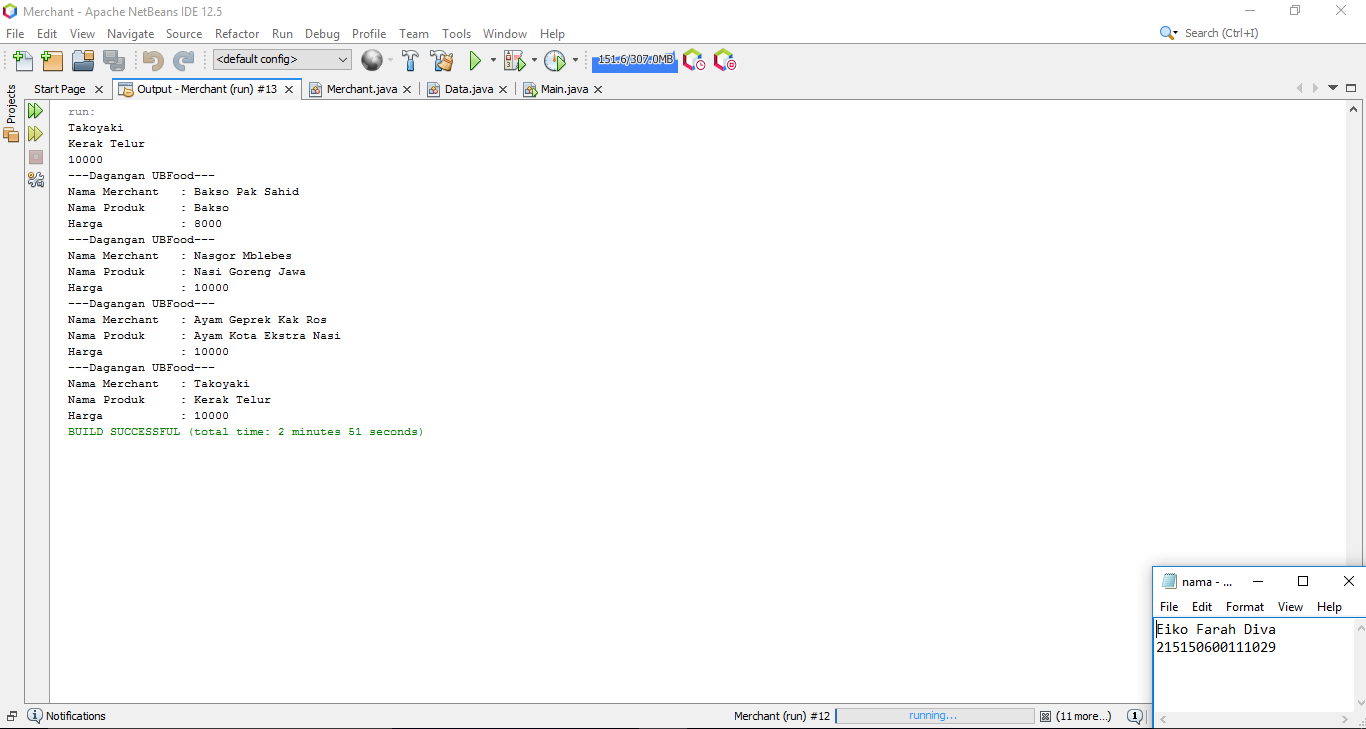 Merchant - Apache NetBeans IDE 12.5
File Edit View Navigate Source Refactor Run Debug Profile Team Tools Window Help
Search (Ctrl+I)
<default config>
151.6/307.0MB
Start Page Output - Merchant (run) #13 Merchant.java Data.java Main.java
Projects
run:
Takoyaki
Kerak Telur
10000
---Dagangan UBFood---
Nama Merchant : Bakso Pak Sahid
Nama Produk : Bakso
Harga : 8000
---Dagangan UBFood---
Nama Merchant : Nasgor Mblebes
Nama Produk : Nasi Goreng Jawa
Harga : 10000
---Dagangan UBFood---
Nama Merchant : Ayam Geprek Kak Ros
Nama Produk : Ayam Kota Ekstra Nasi
Harga : 10000
---Dagangan UBFood---
Nama Merchant : Takoyaki
Nama Produk : Kerak Telur
Harga : 10000
BUILD SUCCESSFUL (total time: 2 minutes 51 seconds)
nama - ...
File Edit Format View Help
Eiko Farah Diva
215150600111029
Notifications
Merchant (run) #12 running... (11 more...) 1